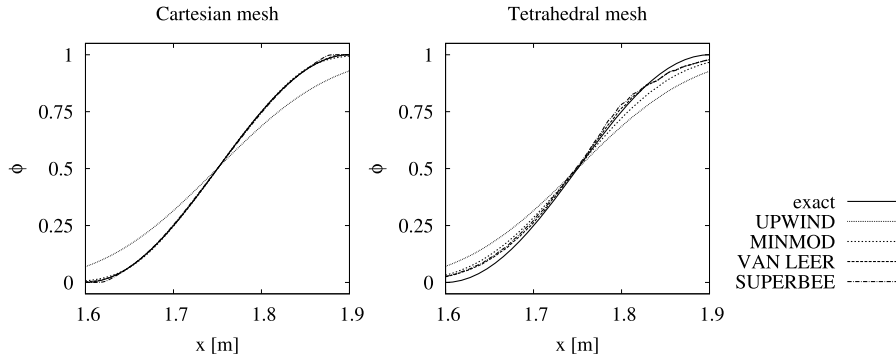 Cartesian mesh
1
0.75
0.5
0.25
0
ϕ
1.6
1.7
1.8
1.9
x [m]
Tetrahedral mesh
1
0.75
0.5
0.25
0
ϕ
1.6
1.7
1.8
1.9
x [m]
exact
UPWIND
MINMOD
VAN LEER
SUPERBEE